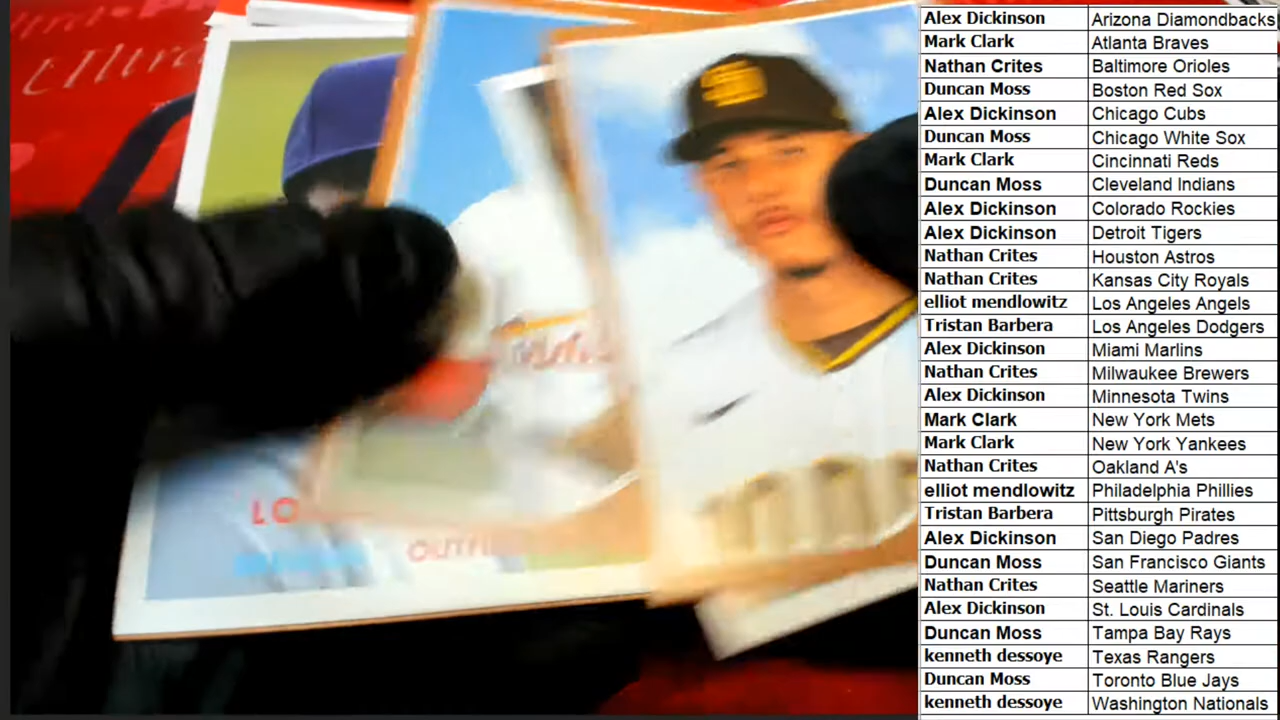 Ultra
LO
OUTFI
Alex Dickinson Arizona Diamondbacks
Mark Clark Atlanta Braves
Nathan Crites Baltimore Orioles
Duncan Moss Boston Red Sox
Alex Dickinson Chicago Cubs
Duncan Moss Chicago White Sox
Mark Clark Cincinnati Reds
Duncan Moss Cleveland Indians
Alex Dickinson Colorado Rockies
Alex Dickinson Detroit Tigers
Nathan Crites Houston Astros
Nathan Crites Kansas City Royals
elliot mendlowitz Los Angeles Angels
Tristan Barbera Los Angeles Dodgers
Alex Dickinson Miami Marlins
Nathan Crites Milwaukee Brewers
Alex Dickinson Minnesota Twins
Mark Clark New York Mets
Mark Clark New York Yankees
Nathan Crites Oakland A's
elliot mendlowitz Philadelphia Phillies
Tristan Barbera Pittsburgh Pirates
Alex Dickinson San Diego Padres
Duncan Moss San Francisco Giants
Nathan Crites Seattle Mariners
Alex Dickinson St. Louis Cardinals
Duncan Moss Tampa Bay Rays
kenneth dessoye Texas Rangers
Duncan Moss Toronto Blue Jays
kenneth dessoye Washington Nationals